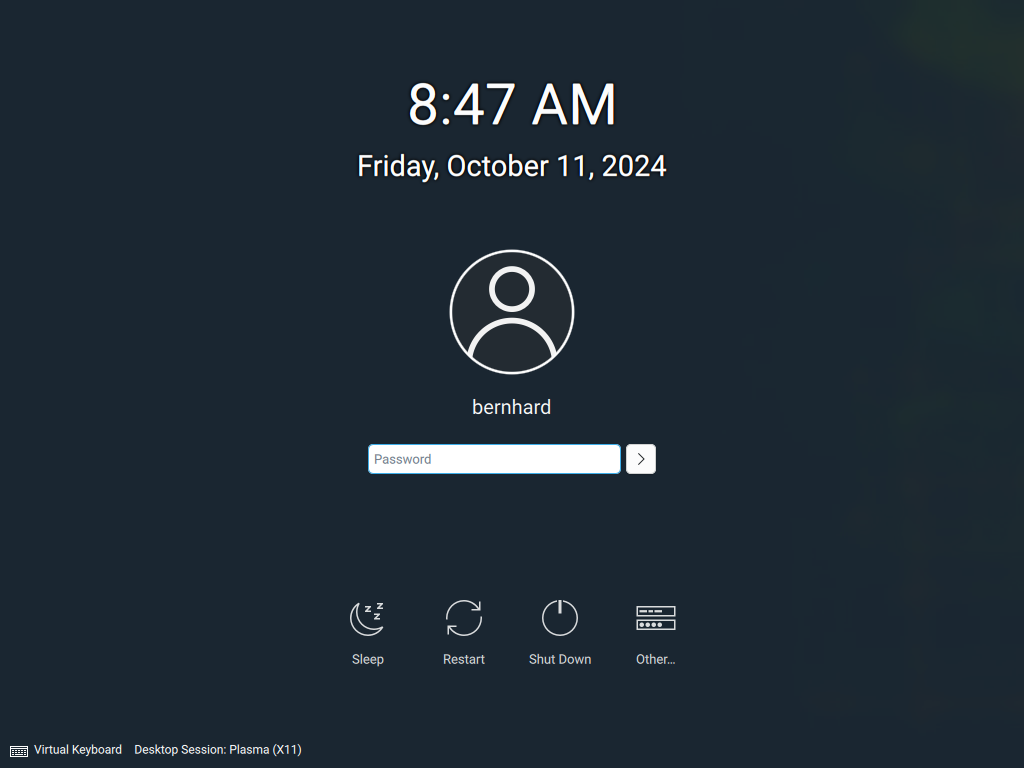 8:47 AM
Friday, October 11, 2024
bernhard
Password
Sleep
Restart
Shut Down
Other...
Virtual Keyboard
Desktop Session: Plasma (X11)